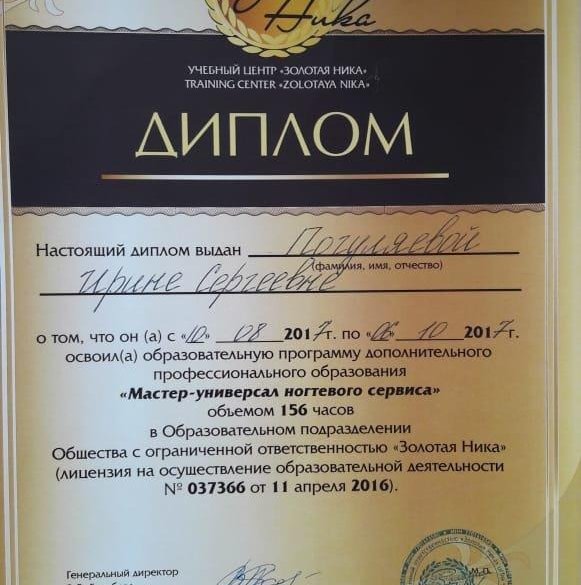 Ника
УЧЕБНЫЙ ЦЕНТР «ЗОЛОТАЯ НИКА»
TRAINING CENTER «ZOLOTAYA NIKA»
ДИПЛОМ
Настоящий диплом выдан Погуляевой
(фамилия, имя, отчество)
Ирине Сергеевне
о том, что он (а) с «10» 08 2017г. по «06» 10 2017г.
освоил(а) образовательную программу дополнительного
профессионального образования
«Мастер-универсал ногтевого сервиса»
объемом 156 часов
в Образовательном подразделении
Общества с ограниченной ответственностью «Золотая Ника»
(лицензия на осуществление образовательной деятельности
№ 037366 от 11 апреля 2016).
Генеральный директор
М.П.